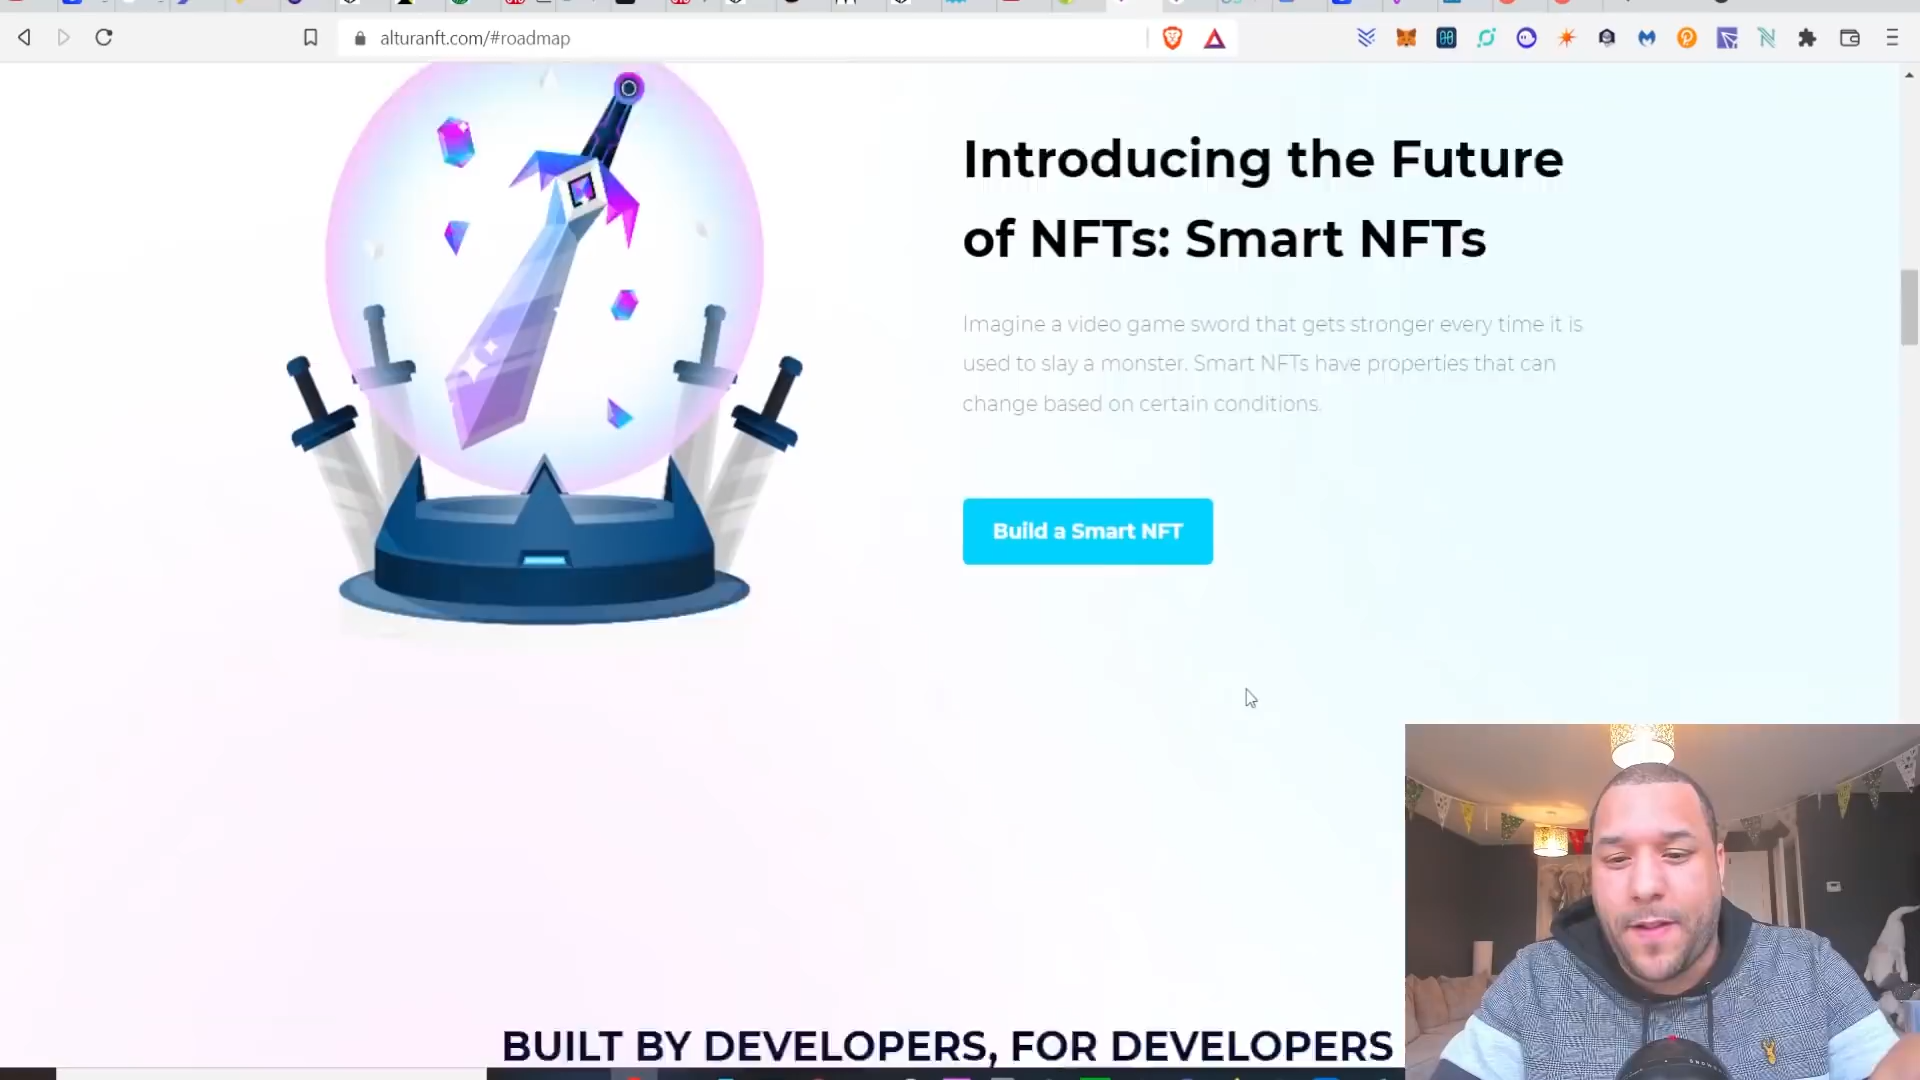 alturanft.com/#roadmap
Introducing the Future
of NFTs: Smart NFTs
Imagine a video game sword that gets stronger every time it is
used to slay a monster. Smart NFTs have properties that can
change based on certain conditions.
Build a Smart NFT
BUILT BY DEVELOPERS, FOR DEVELOPERS